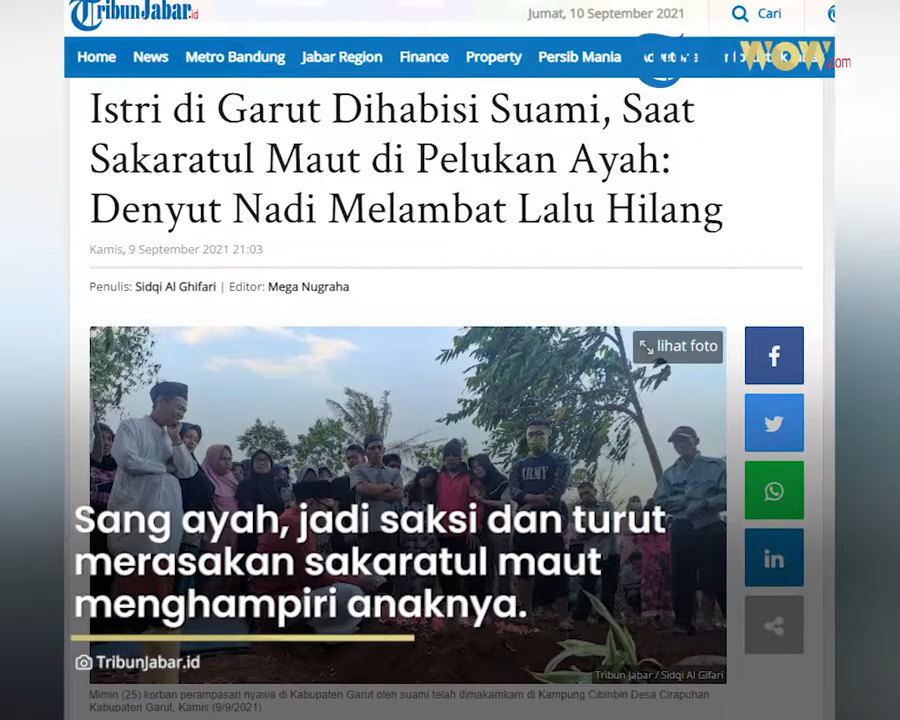 TribunJabar.id
Jumat, 10 September 2021
Cari
WOW.com
Home News Metro Bandung Jabar Region Finance Property Persib Mania
Istri di Garut Dihabisi Suami, Saat
Sakaratul Maut di Pelukan Ayah:
Denyut Nadi Melambat Lalu Hilang
Kamis, 9 September 2021 21:03
Penulis: Sidqi Al Ghifari | Editor: Mega Nugraha
lihat foto
ARMY
Sang ayah, jadi saksi dan turut
merasakan sakaratul maut
menghampiri anaknya.
TribunJabar.id
Tribun Jabar / Sidqi Al Gifari
Mimin (25) korban perampasan nyawa di Kabupaten Garut oleh suami telah dimakamkam di Kampung Cibinbin Desa Cirapuhan
Kabupaten Garut, Kamis (9/9/2021)